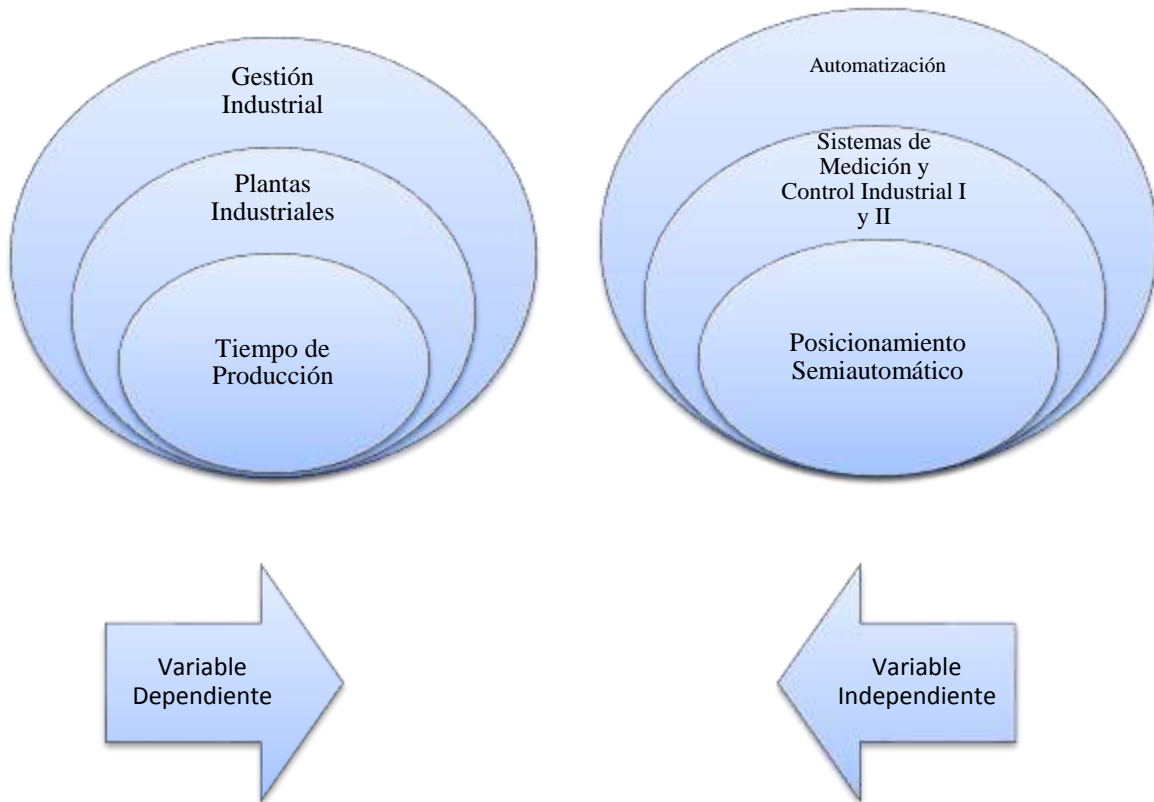 Gestión
Industrial
Plantas
Industriales
Tiempo de
Producción
Automatización
Sistemas de
Medición y
Control Industrial I
y II
Posicionamiento
Semiautomático
Variable
Dependiente
Variable
Independiente